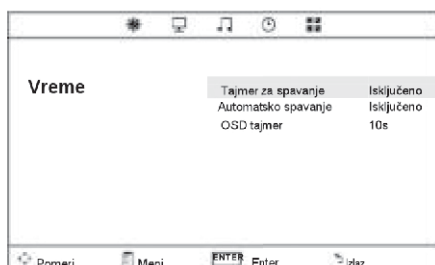 Vreme
Tajmer za spavanje Isključeno
Automatsko spavanje Isključeno
OSD tajmer 10s
Pomeri Meni ENTER Enter Izlaz